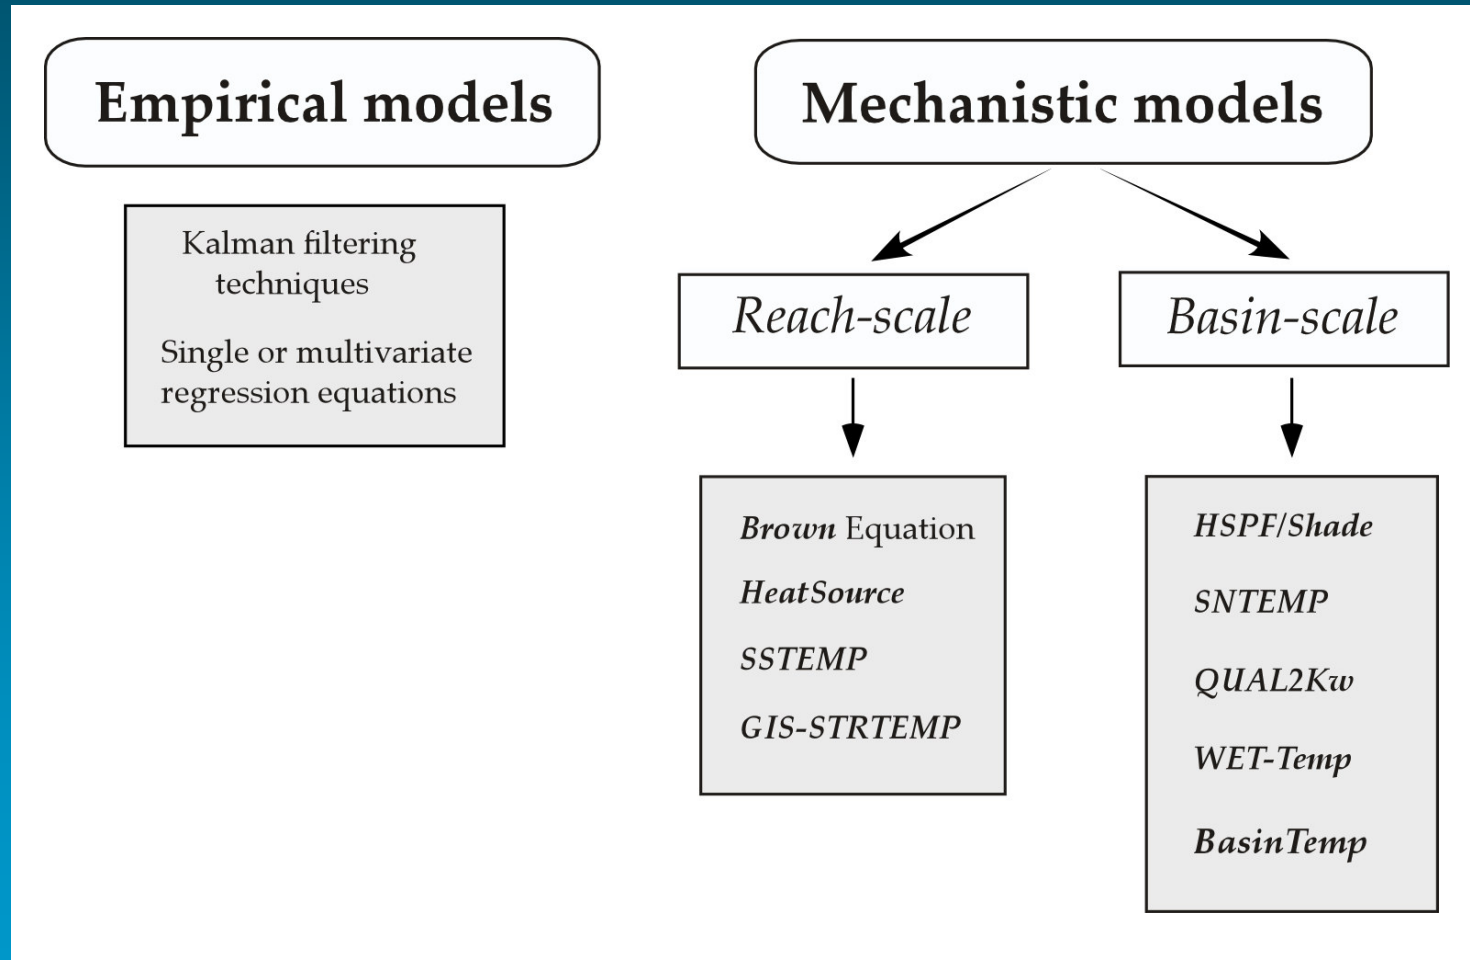 Empirical models
Kalman filtering
techniques
Single or multivariate
regression equations
Mechanistic models
Reach-scale
Brown Equation
HeatSource
SSTEMP
GIS-STRTEMP
Basin-scale
HSPF/Shade
SNTEMP
QUAL2Kw
WET-Temp
BasinTemp